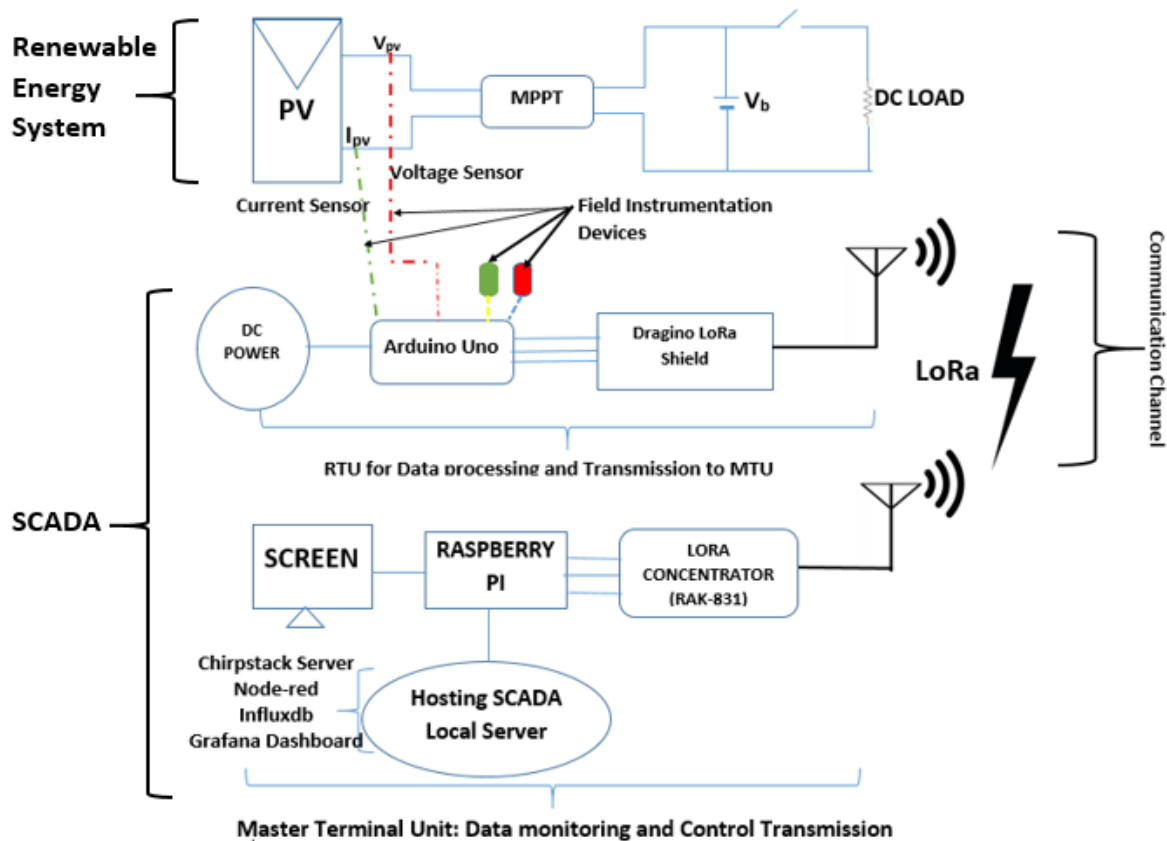 Renewable
Energy
System
PV
Vpv
Ipv
MPPT
Vb
DC LOAD
Voltage Sensor
Current Sensor
Field Instrumentation
Devices
DC
POWER
Arduino Uno
Dragino LoRa
Shield
LoRa
Communication Channel
RTU for Data processing and Transmission to MTU
SCADA
SCREEN
RASPBERRY
PI
LORA
CONCENTRATOR
(RAK-831)
Chirpstack Server
Node-red
Influxdb
Grafana Dashboard
Hosting SCADA
Local Server
Master Terminal Unit: Data monitoring and Control Transmission